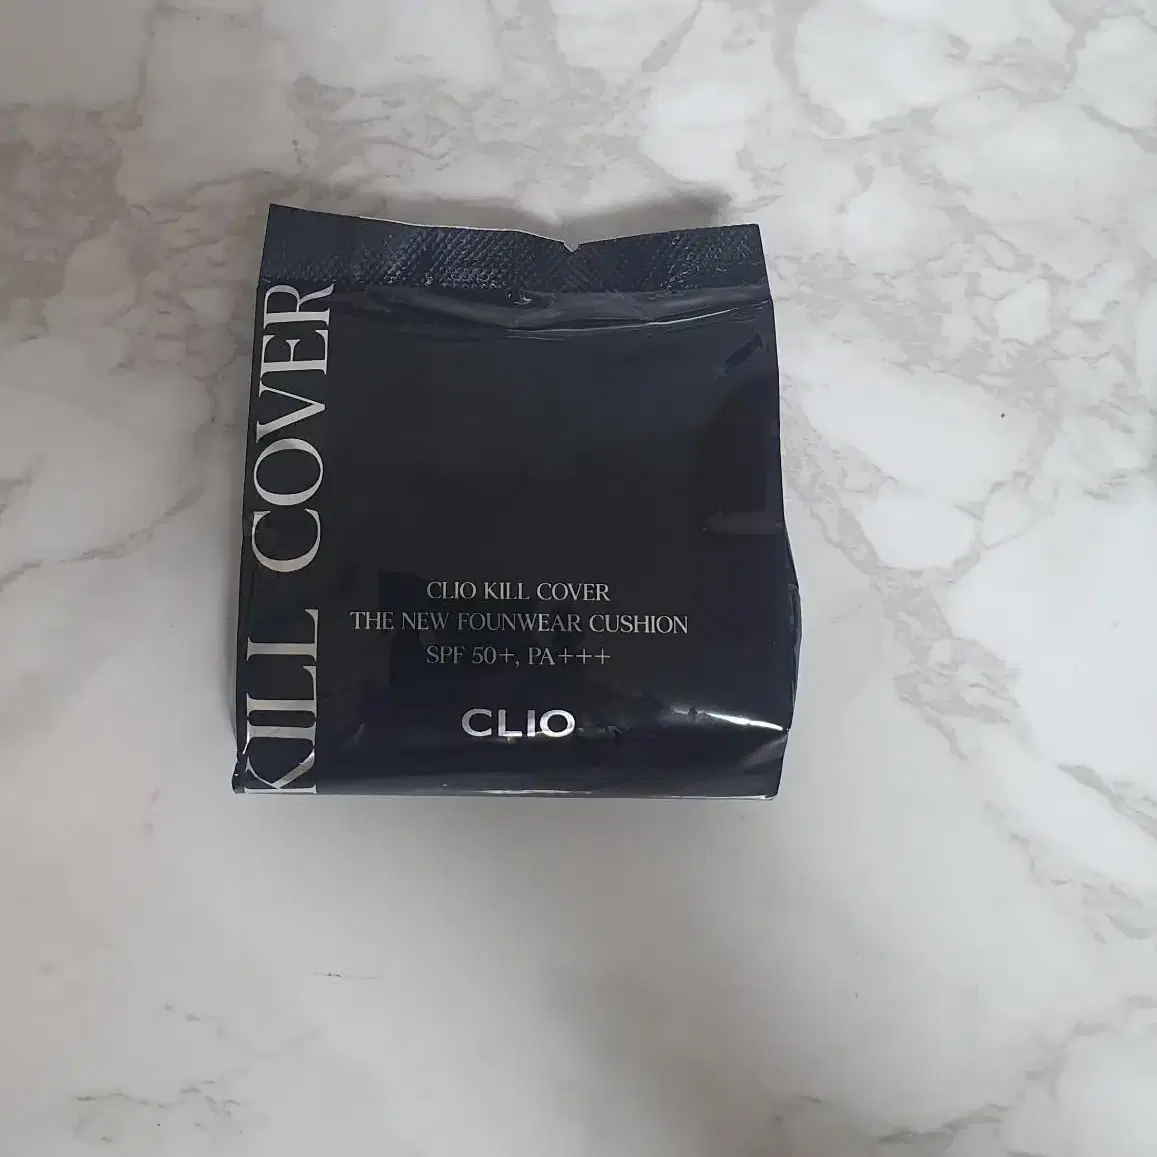 KILL COVER
CLIO KILL COVER
THE NEW FOUNWEAR CUSHION
SPF 50+, PA+++
CLIO